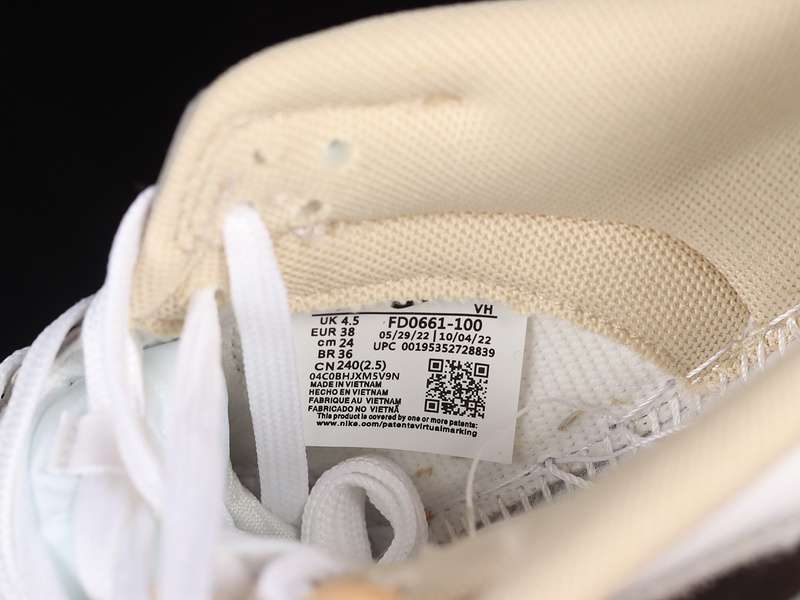 VH
UK 4.5 FD0661-100
EUR 38 05/29/22 | 10/04/22
cm 24 UPC 00195352728839
BR 36
CN 240(2.5)
04C0BHJXM5V9N
MADE IN VIETNAM
HECHO EN VIETNAM
FABRIQUE AU VIETNAM
FABRICADO NO VIETNÃ
This product is covered by one or more patents:
www.nike.com/patentsvirtualmarking